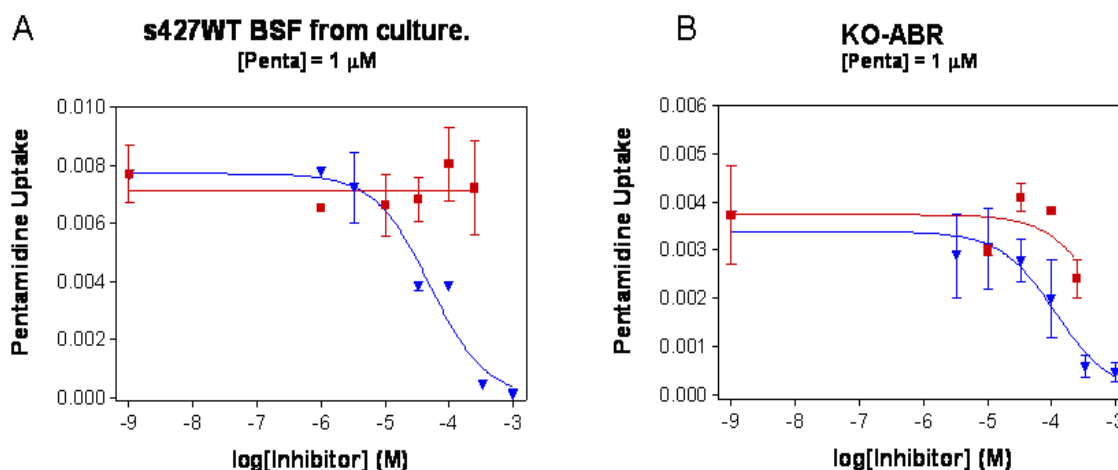 A
s427WT BSF from culture.
[Penta] = 1 μM
Pentamidine Uptake
0.010
0.008
0.006
0.004
0.002
0.000
-9 -8 -7 -6 -5 -4 -3
log[Inhibitor] (M)
B
KO-ABR
[Penta] = 1 μM
Pentamidine Uptake
0.006
0.005
0.004
0.003
0.002
0.001
0.000
-9 -8 -7 -6 -5 -4 -3
log[Inhibitor] (M)